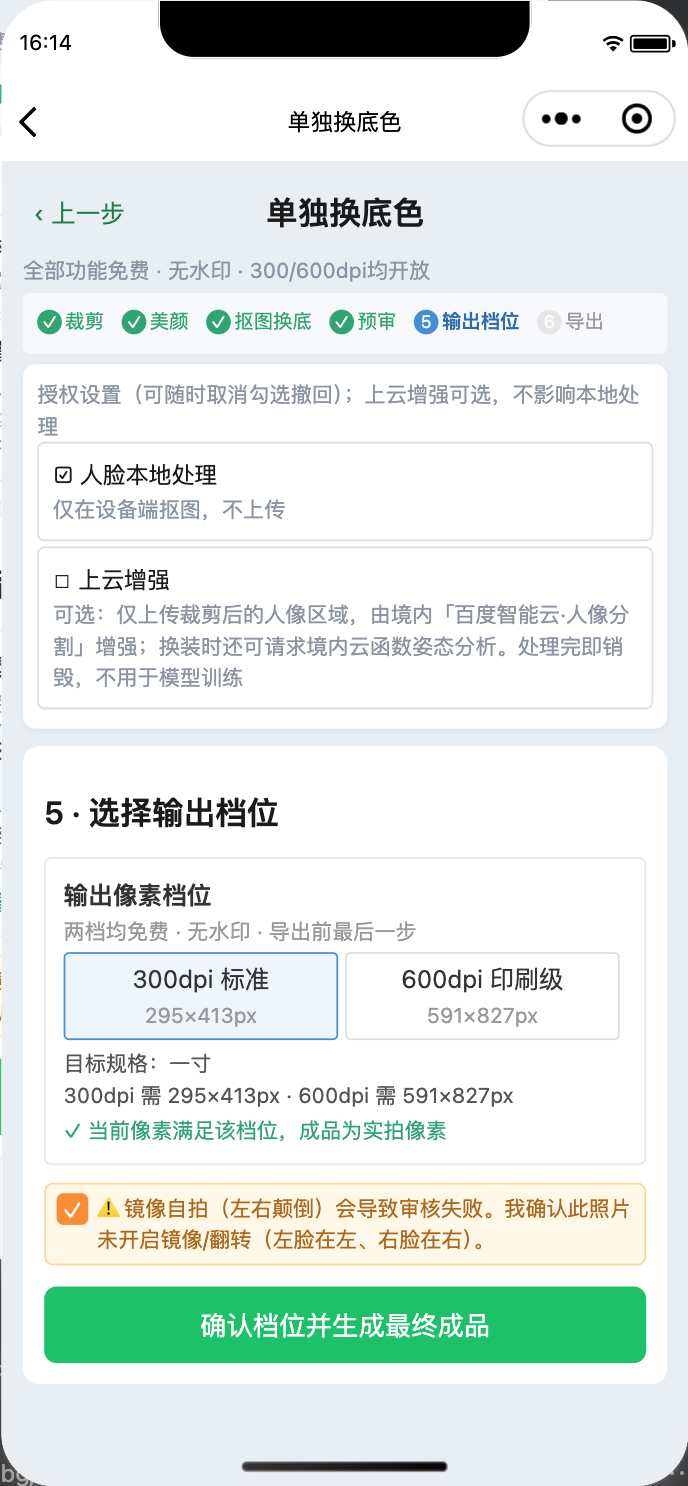 16:14
单独换底色
‹ 上一步
单独换底色
全部功能免费 · 无水印 · 300/600dpi均开放
裁剪 美颜 抠图换底 预审 5 输出档位 6 导出
授权设置（可随时取消勾选撤回）；上云增强可选，不影响本地处
理
人脸本地处理
仅在设备端抠图，不上传
上云增强
可选：仅上传裁剪后的人像区域，由境内「百度智能云·人像分
割」增强；换装时还可请求境内云函数姿态分析。处理完即销
毁，不用于模型训练
5 · 选择输出档位
输出像素档位
两档均免费 · 无水印 · 导出前最后一步
300dpi 标准
295×413px
600dpi 印刷级
591×827px
目标规格：一寸
300dpi 需 295×413px · 600dpi 需 591×827px
✓ 当前像素满足该档位，成品为实拍像素
⚠️ 镜像自拍（左右颠倒）会导致审核失败。我确认此照片
未开启镜像/翻转（左脸在左、右脸在右）。
确认档位并生成最终成品